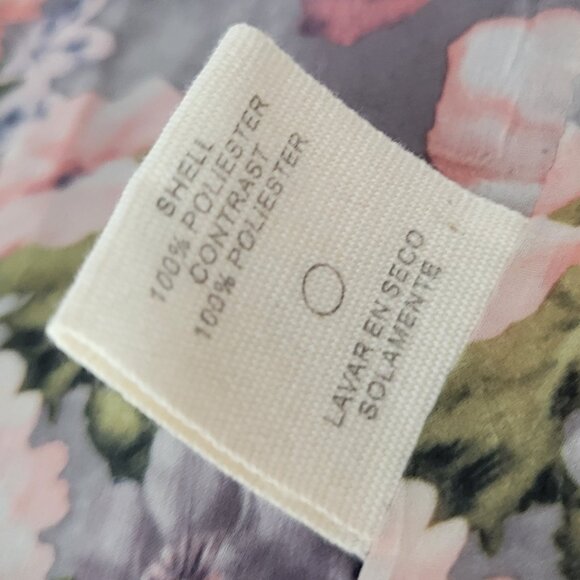 SHELL
100% POLIESTER
CONTRAST
100% POLIESTER
LAVAR EN SECO
SOLAMENTE